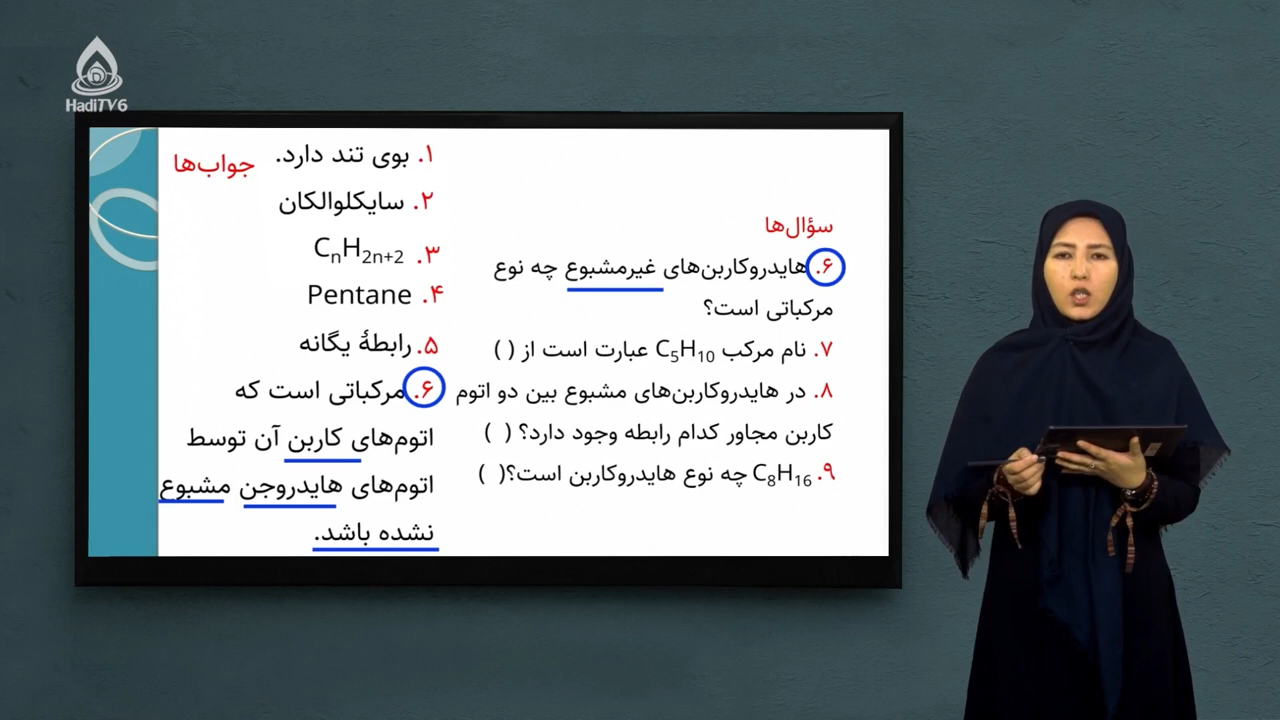 HadiTV6
سؤال‌ها
۶. هایدروکاربن‌های غیرمشبوع چه نوع
مرکباتی است؟
۷. نام مرکب C₅H₁₀ عبارت است از ( )
۸. در هایدروکاربن‌های مشبوع بین دو اتوم
کاربن مجاور کدام رابطه وجود دارد؟ ( )
۹. C₈H₁₆ چه نوع هایدروکاربن است؟( )
جواب‌ها
۱. بوی تند دارد.
۲. سایکلوالکان
۳. CₙH₂ₙ₊₂
۴. Pentane
۵. رابطهٔ یگانه
۶. مرکباتی است که
اتوم‌های کاربن آن توسط
اتوم‌های هایدروجن مشبوع
نشده باشد.